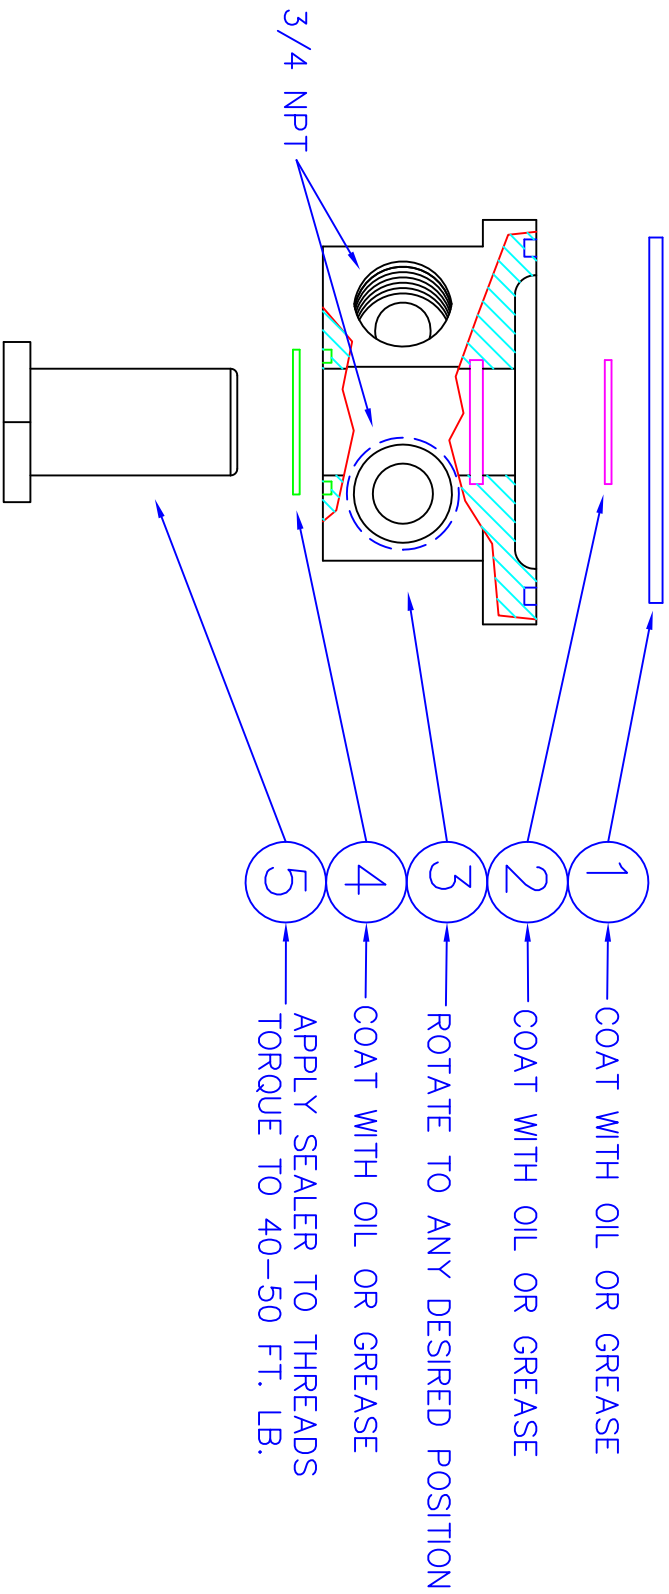 3/4 NPT
1
COAT WITH OIL OR GREASE
2
COAT WITH OIL OR GREASE
3
ROTATE TO ANY DESIRED POSITION
4
COAT WITH OIL OR GREASE
5
APPLY SEALER TO THREADS
TORQUE TO 40-50 FT. LB.